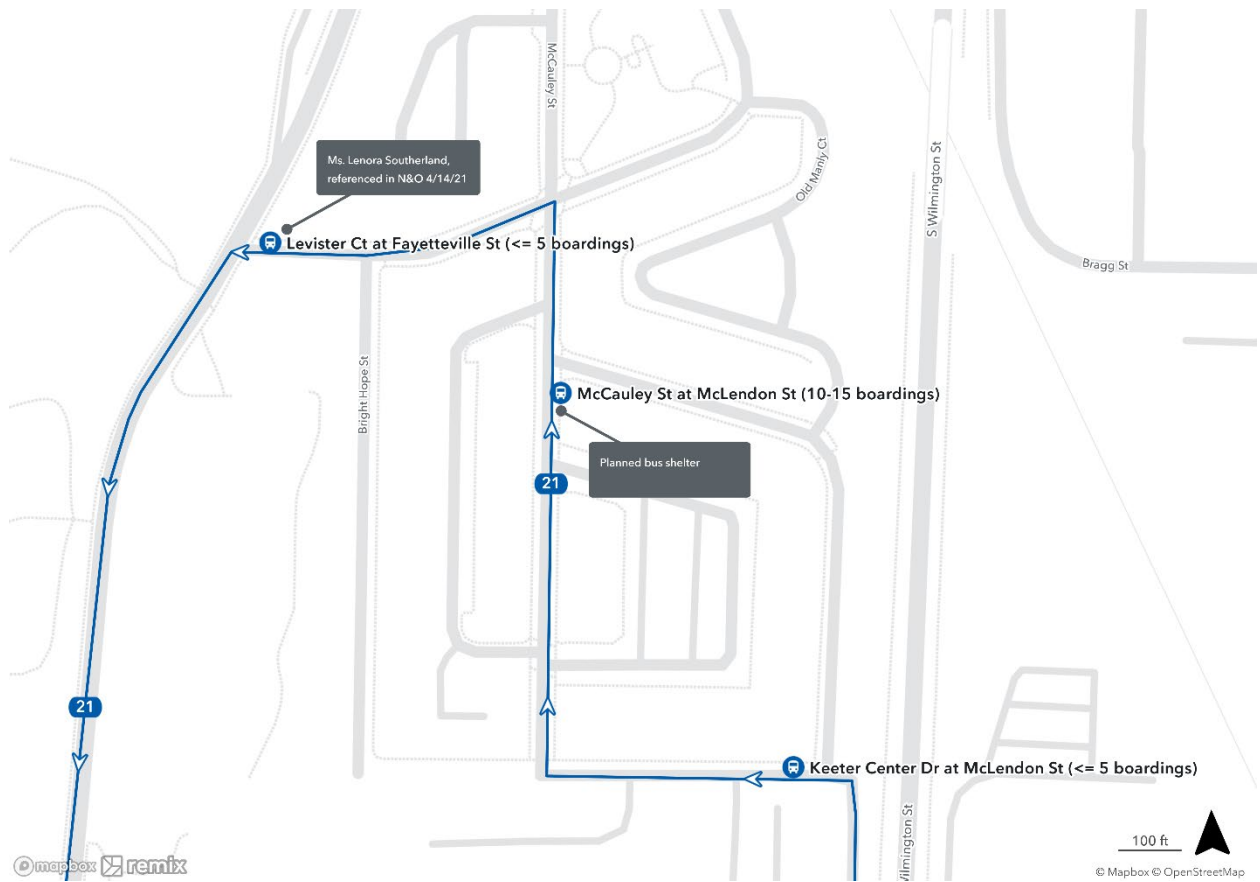 McCauley St
Ms. Lenora Southerland,
referenced in N&O 4/14/21
Old Manly Ct
S Wilmington St
Levister Ct at Fayetteville St (<= 5 boardings)
Bragg St
Bright Hope St
McCauley St at McLendon St (10-15 boardings)
Planned bus shelter
21
21
Keeter Center Dr at McLendon St (<= 5 boardings)
Wilmington St
100 ft
mapbox remix
© Mapbox © OpenStreetMap